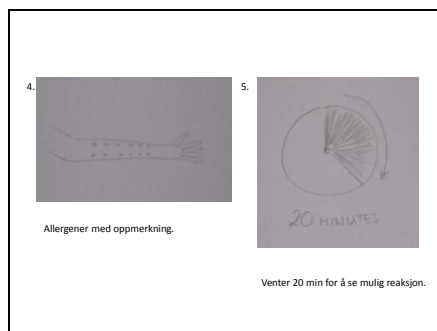 4.
5.
20 MINUTES
Allergener med oppmerkning.
Venter 20 min for å se mulig reaksjon.